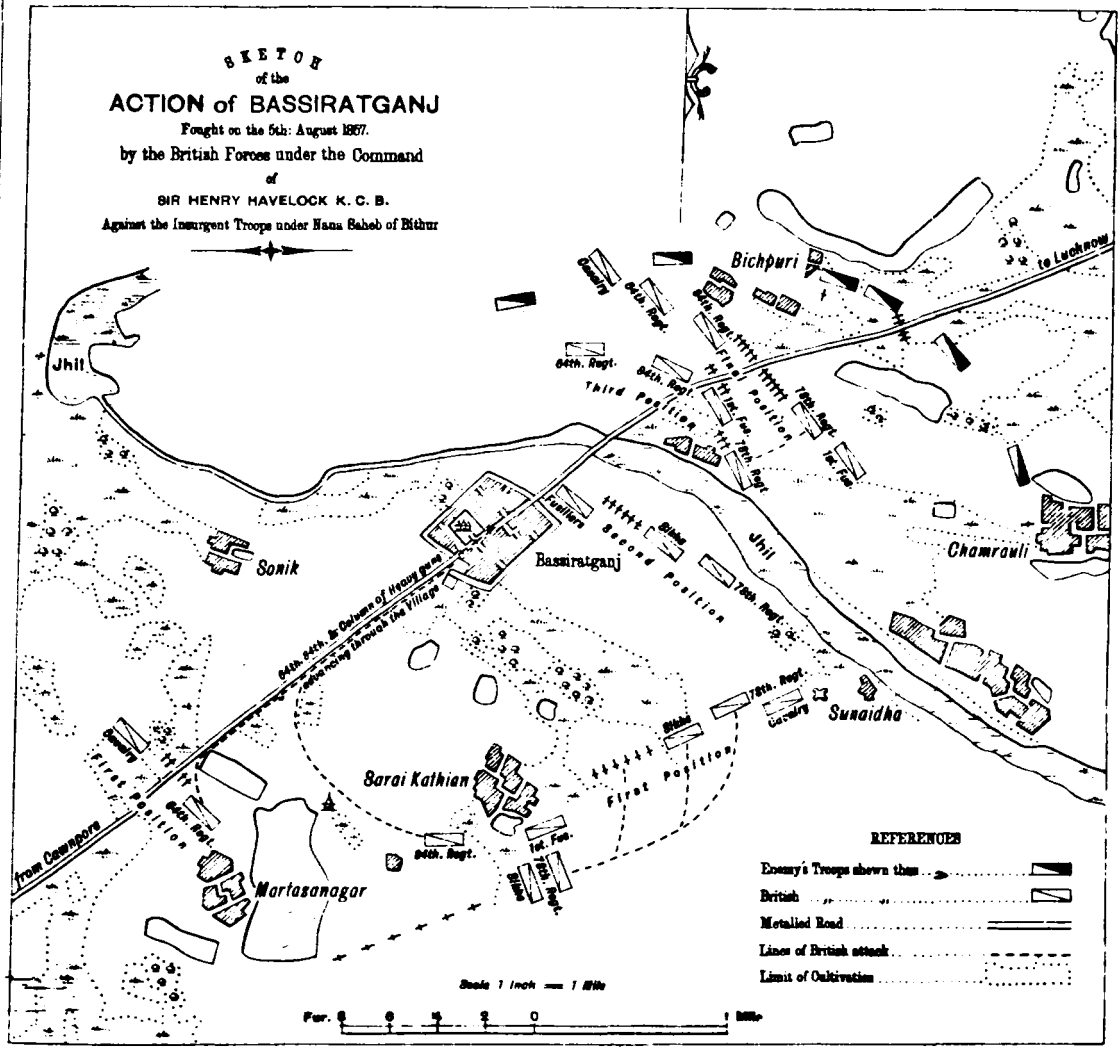 SKETCH
of the
ACTION of BASSIRATGANJ
Fought on the 5th: August 1857.
by the British Forces under the Command
of
SIR HENRY HAVELOCK K. C. B.
Against the Insurgent Troops under Nana Saheb of Bithur
to Lucknow
Bichpuri
Cavalry
84th. Regt.
84th. Regt.
Final Position
78th. Regt.
1st. Fus.
64th. Regt.
84th. Regt.
Third Position
1st. Fus.
78th. Regt
Jhil
Fusiliers
Second Position
Sikhs
78th. Regt.
Jhil
Chamrauli
Bassiratganj
Sonik
64th. 84th. & Column of Heavy guns
advancing through the Village
78th. Regt.
Cavalry
Sikhs
First Position
Sunaidha
Cavalry
First Position
64th. Regt.
from Cawnpore
Sarai Kathian
84th. Regt.
1st. Fus.
78th. Regt.
Sikhs
Martasanagar
REFERENCES
Enemy's Troops shewn thus
British " "
Metalled Road
Lines of British attack
Limit of Cultivation
Scale 1 Inch = 1 Mile
Fur. 8 6 4 2 0 1 Mile